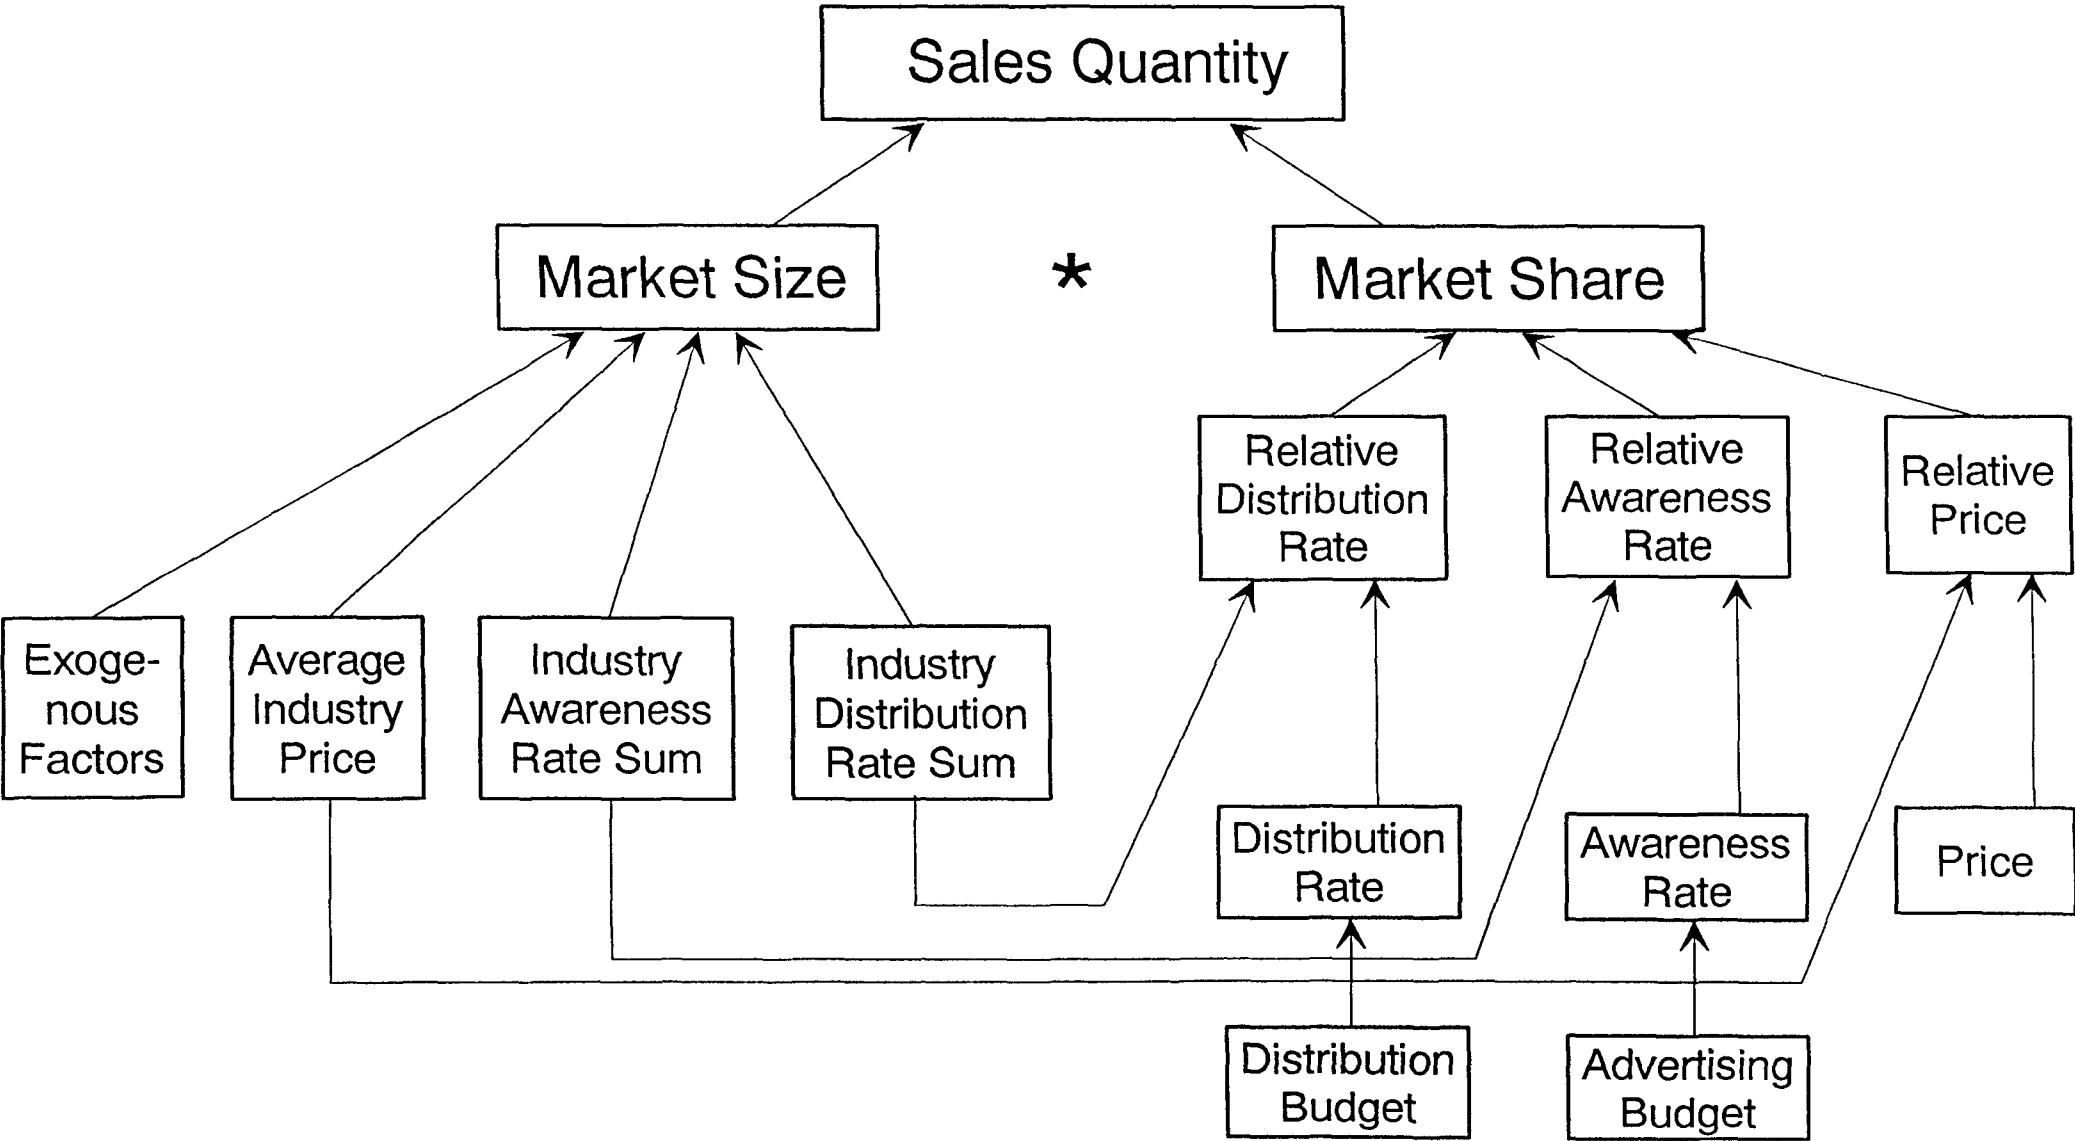 Sales Quantity
Market Size
*
Market Share
Relative
Distribution
Rate
Relative
Awareness
Rate
Relative
Price
Exoge-
nous
Factors
Average
Industry
Price
Industry
Awareness
Rate Sum
Industry
Distribution
Rate Sum
Distribution
Rate
Awareness
Rate
Price
Distribution
Budget
Advertising
Budget